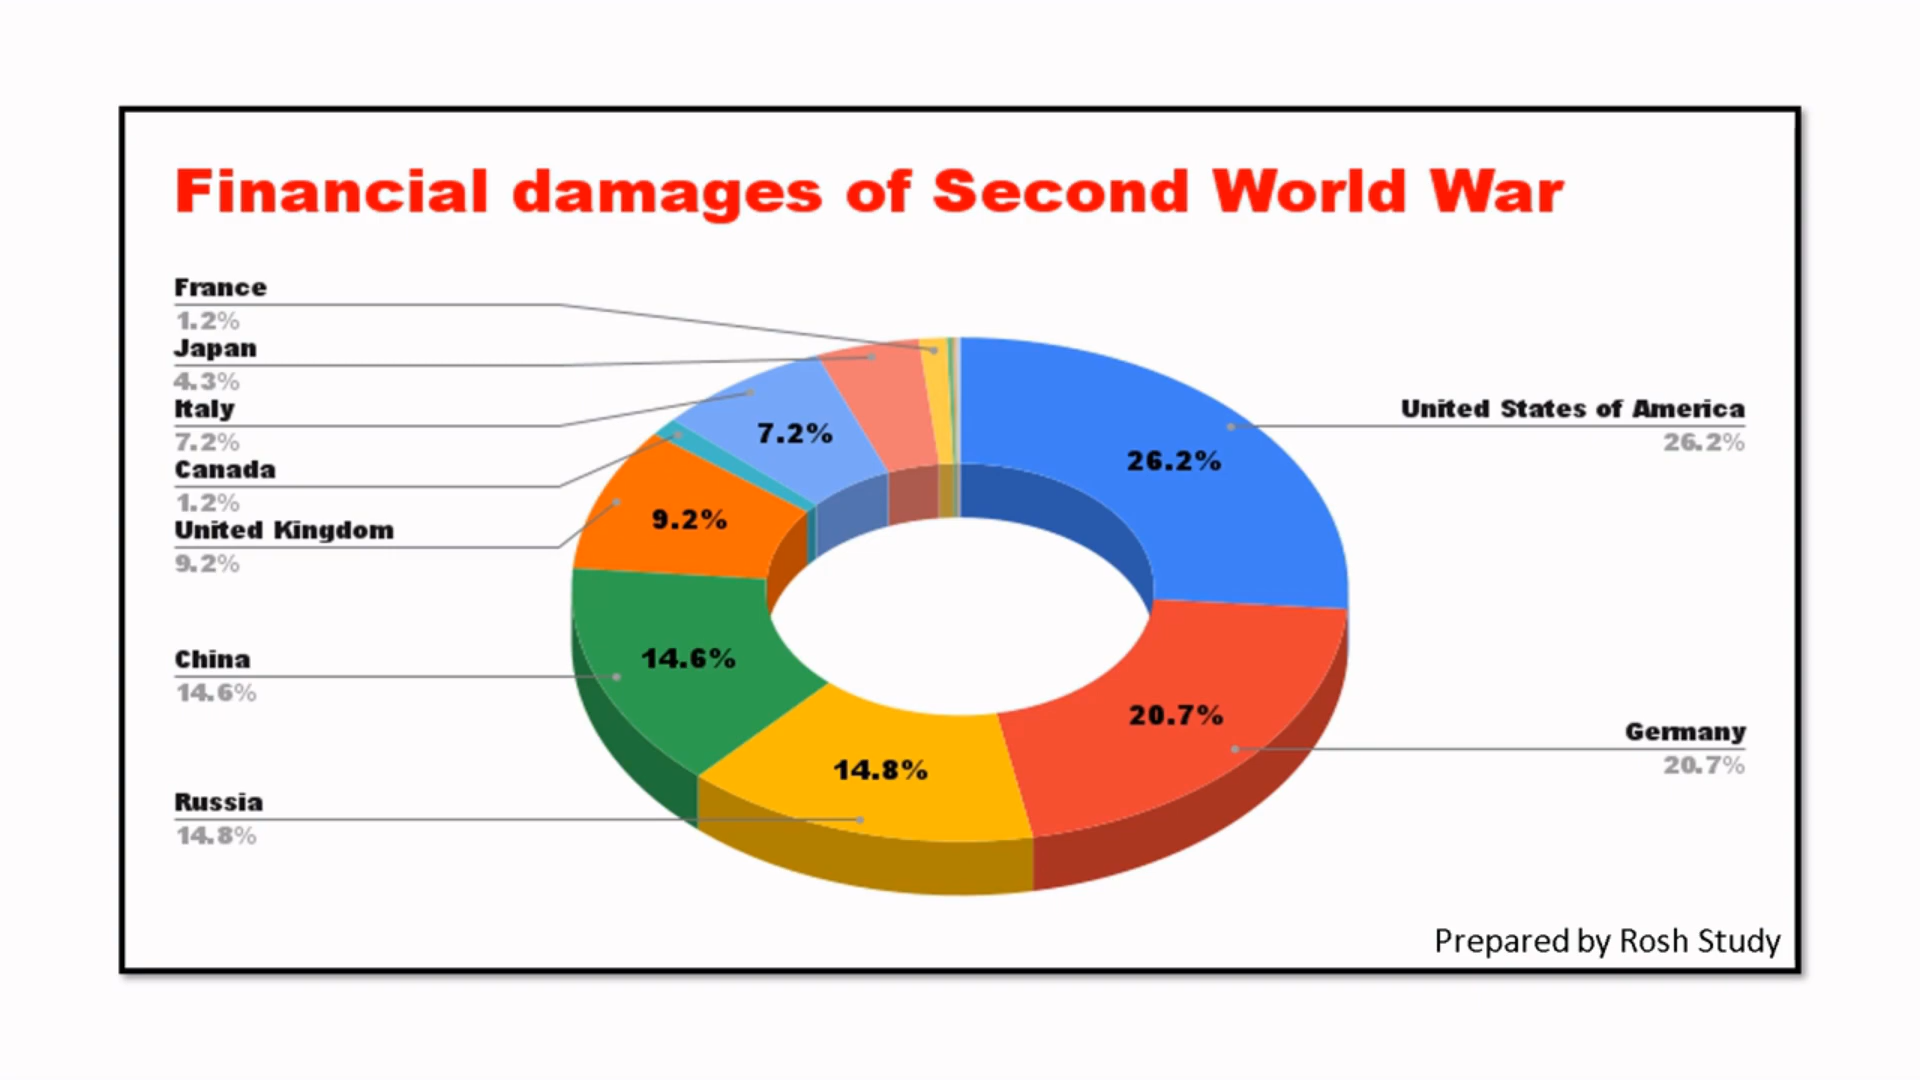 Financial damages of Second World War
France
1.2%
Japan
4.3%
Italy
7.2%
Canada
1.2%
United Kingdom
9.2%
China
14.6%
Russia
14.8%
7.2%
9.2%
14.6%
14.8%
26.2%
20.7%
United States of America
26.2%
Germany
20.7%
Prepared by Rosh Study